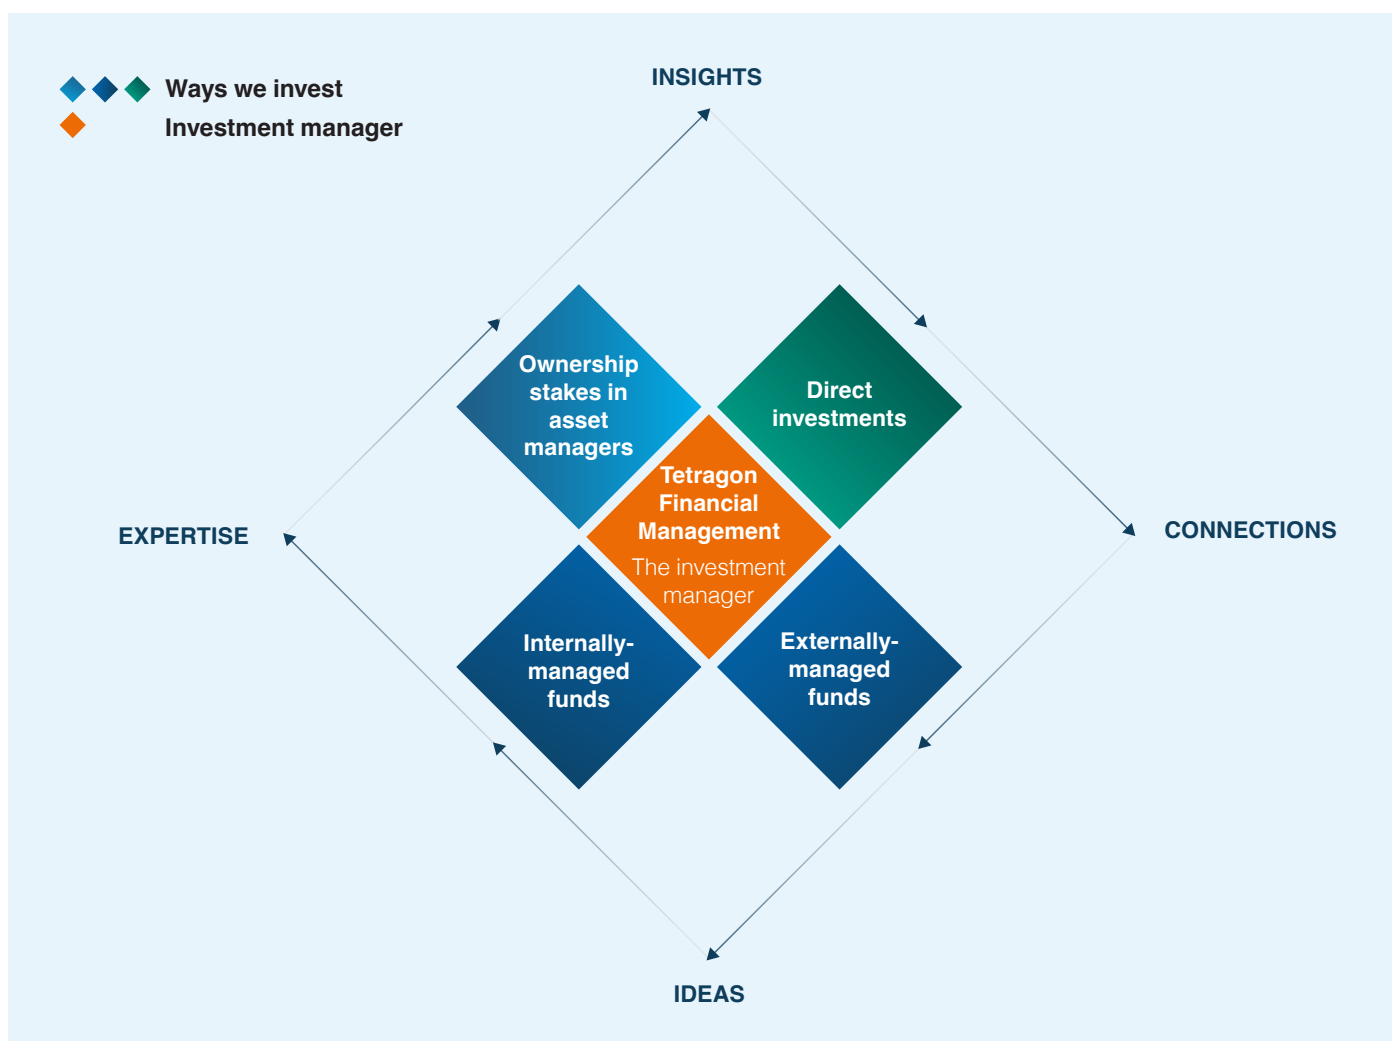 Ways we invest
Investment manager
INSIGHTS
Ownership
stakes in
asset
managers
Direct
investments
Tetragon
Financial
Management
The investment
manager
EXPERTISE
CONNECTIONS
Internally-
managed
funds
Externally-
managed
funds
IDEAS